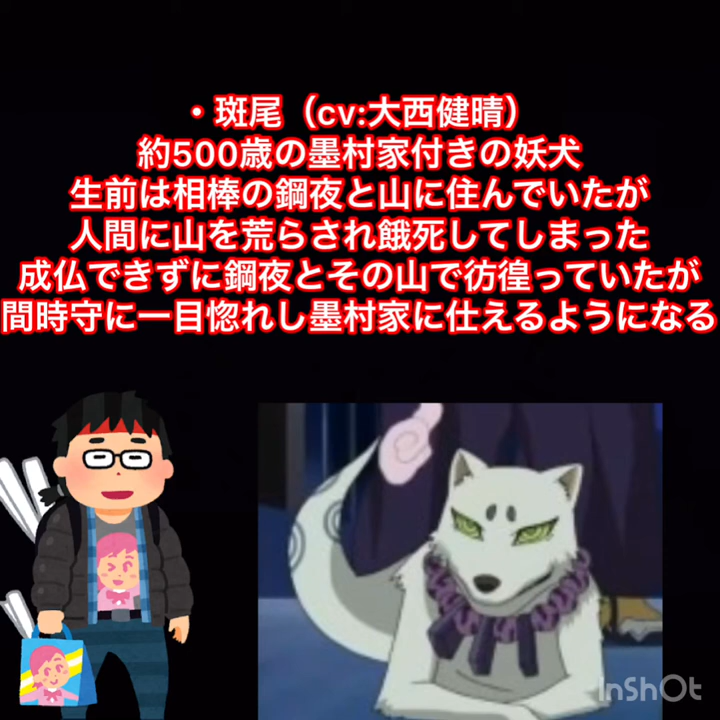 ・斑尾（cv:大西健晴）
約500歳の墨村家付きの妖犬
生前は相棒の鋼夜と山に住んでいたが
人間に山を荒らされ餓死してしまった
成仏できずに鋼夜とその山で彷徨っていたが
間時守に一目惚れし墨村家に仕えるようになる
InShOt